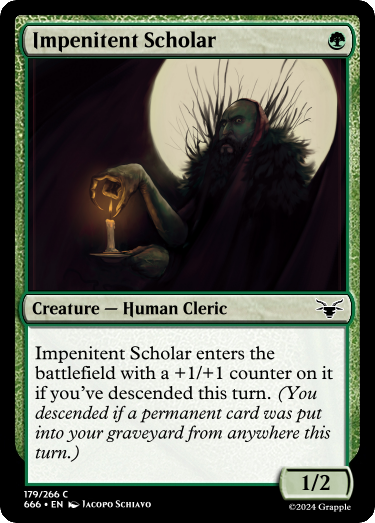 Impenitent Scholar
Creature — Human Cleric
Impenitent Scholar enters the
battlefield with a +1/+1 counter on it
if you've descended this turn. (You
descended if a permanent card was put
into your graveyard from anywhere this
turn.)
1/2
179/266 C
666 • EN Jacopo Schiavo
©2024 Grapple